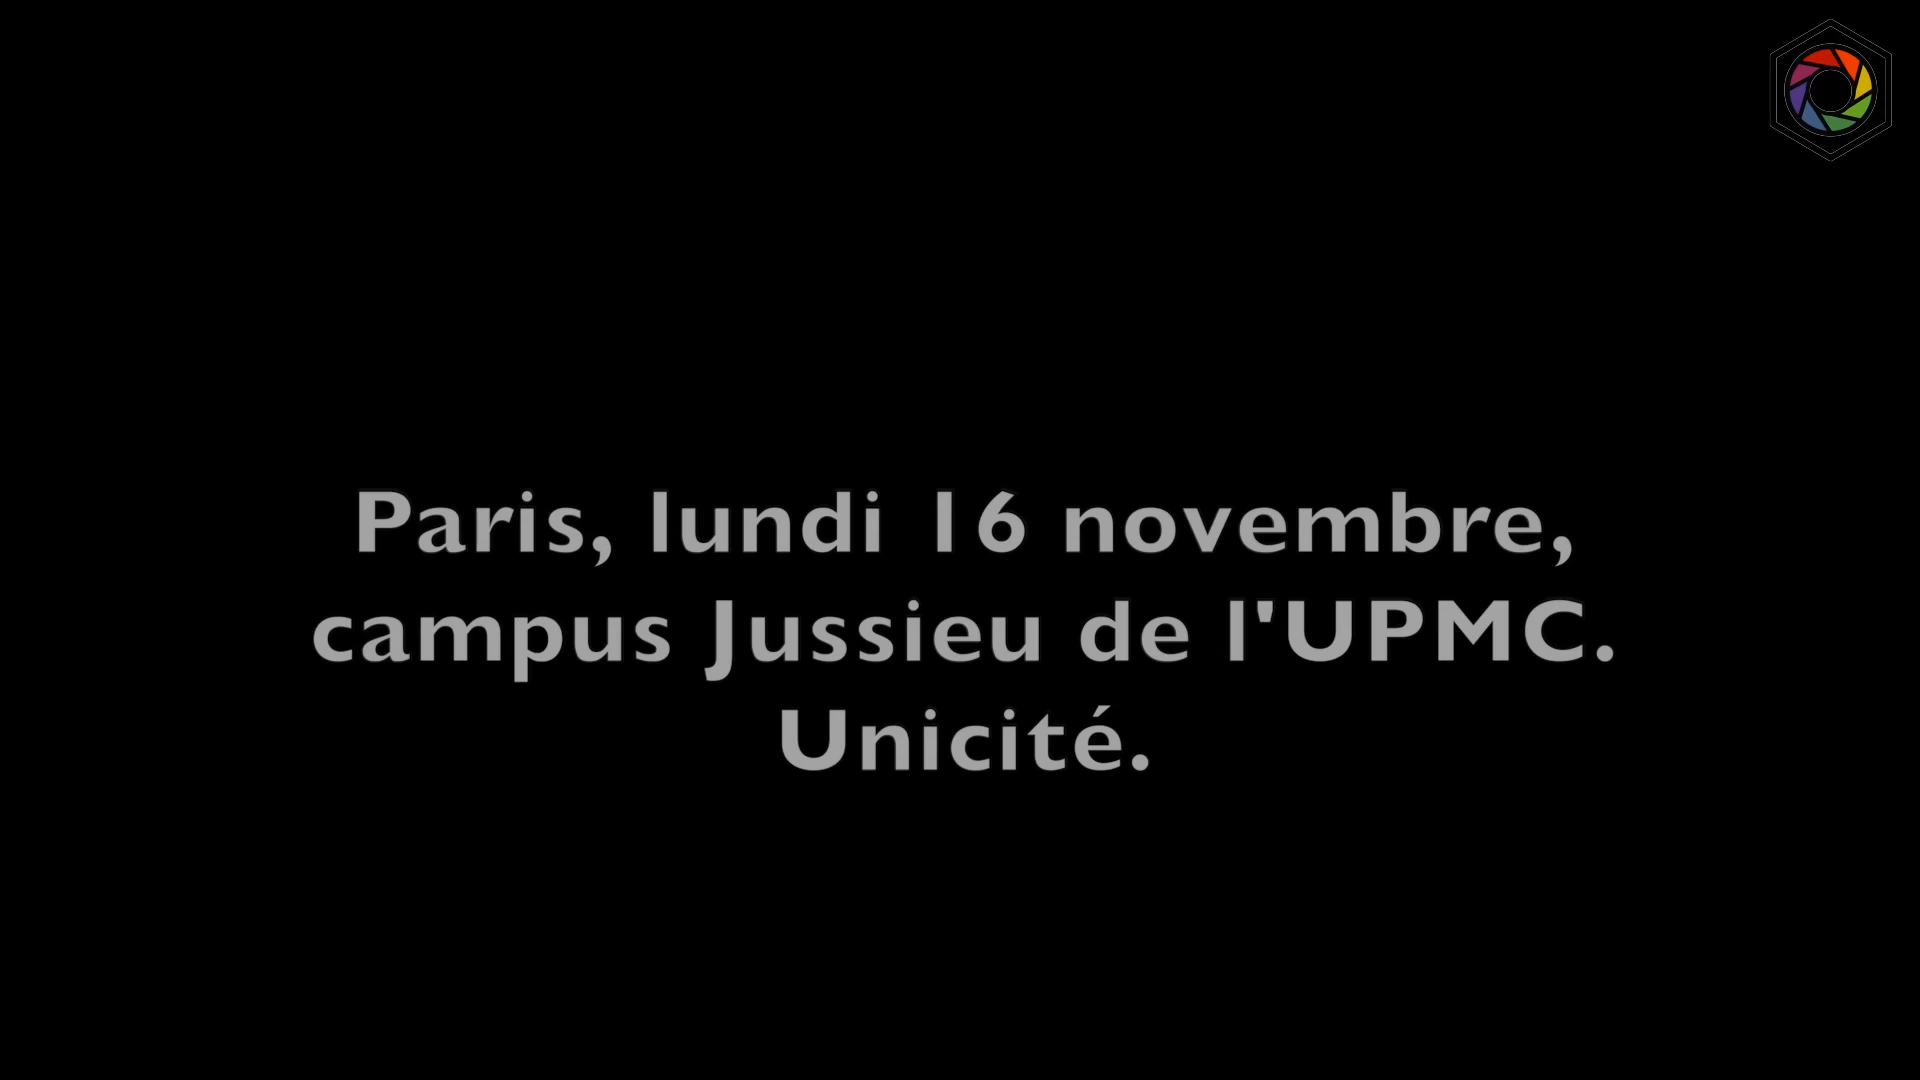 Paris, lundi 16 novembre,
campus Jussieu de l'UPMC.
Unicité.